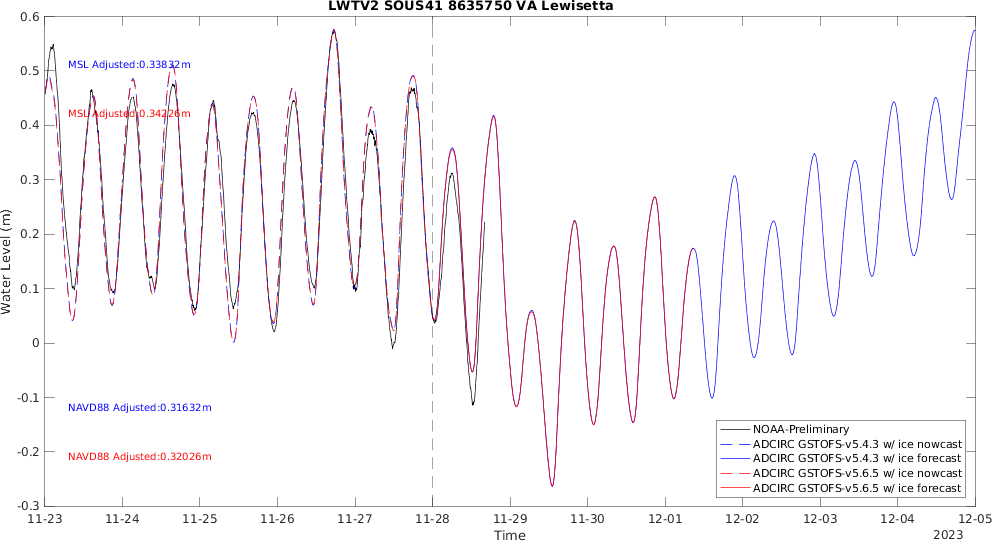 LWTV2 SOUS41 8635750 VA Lewisetta
0.6
0.5
0.4
0.3
0.2
0.1
0
-0.1
-0.2
-0.3
Water Level (m)
MSL Adjusted:0.33832m
MSL Adjusted:0.34226m
NAVD88 Adjusted:0.31632m
NAVD88 Adjusted:0.32026m
NOAA-Preliminary
ADCIRC GSTOFS-v5.4.3 w/ ice nowcast
ADCIRC GSTOFS-v5.4.3 w/ ice forecast
ADCIRC GSTOFS-v5.6.5 w/ ice nowcast
ADCIRC GSTOFS-v5.6.5 w/ ice forecast
11-23 11-24 11-25 11-26 11-27 11-28 11-29 11-30 12-01 12-02 12-03 12-04 12-05
Time
2023